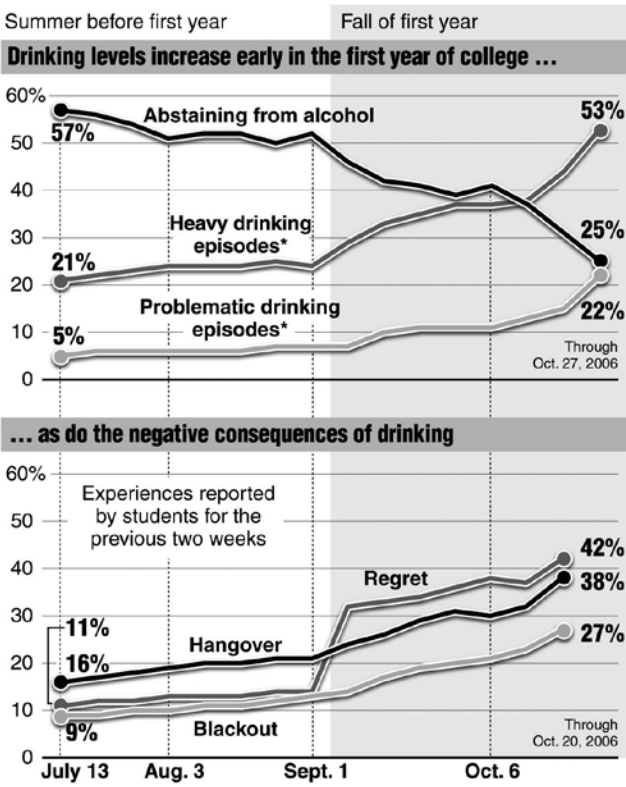 Summer before first year
Fall of first year
Drinking levels increase early in the first year of college ...
60%
50
40
30
20
10
0
57%
Abstaining from alcohol
53%
Heavy drinking
episodes*
21%
25%
Problematic drinking
episodes*
5%
22%
Through
Oct. 27, 2006
... as do the negative consequences of drinking
60%
50
40
30
20
10
0
Experiences reported
by students for the
previous two weeks
42%
Regret
38%
11%
Hangover
16%
27%
Blackout
9%
Through
Oct. 20, 2006
July 13
Aug. 3
Sept. 1
Oct. 6